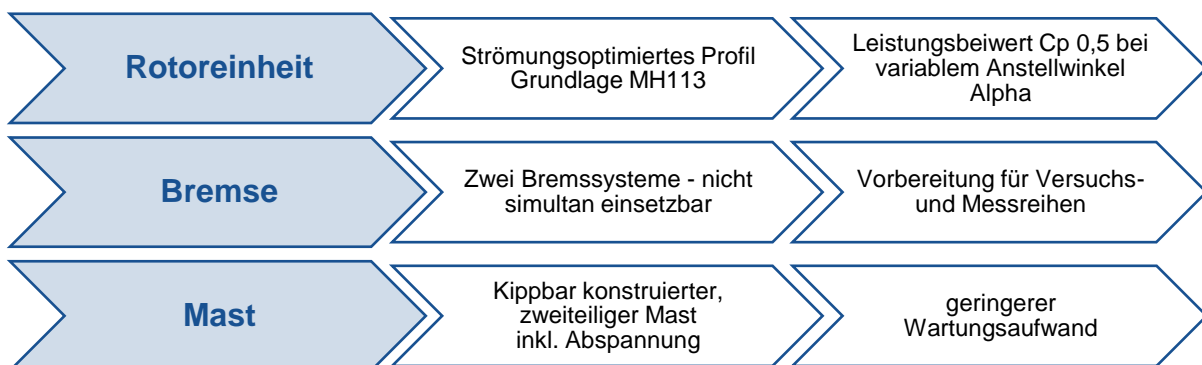 Rotoreinheit
Strömungsoptimiertes Profil
Grundlage MH113
Leistungsbeiwert Cp 0,5 bei
variablem Anstellwinkel
Alpha
Bremse
Zwei Bremssysteme - nicht
simultan einsetzbar
Vorbereitung für Versuchs-
und Messreihen
Mast
Kippbar konstruierter,
zweiteiliger Mast
inkl. Abspannung
geringerer
Wartungsaufwand